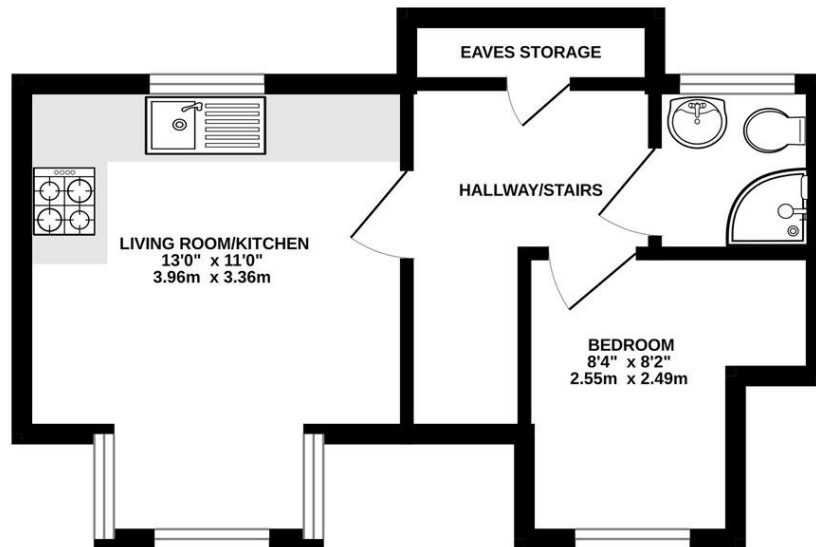 EAVES STORAGE
HALLWAY/STAIRS
LIVING ROOM/KITCHEN
13'0" x 11'0"
3.96m x 3.36m
BEDROOM
8'4" x 8'2"
2.55m x 2.49m